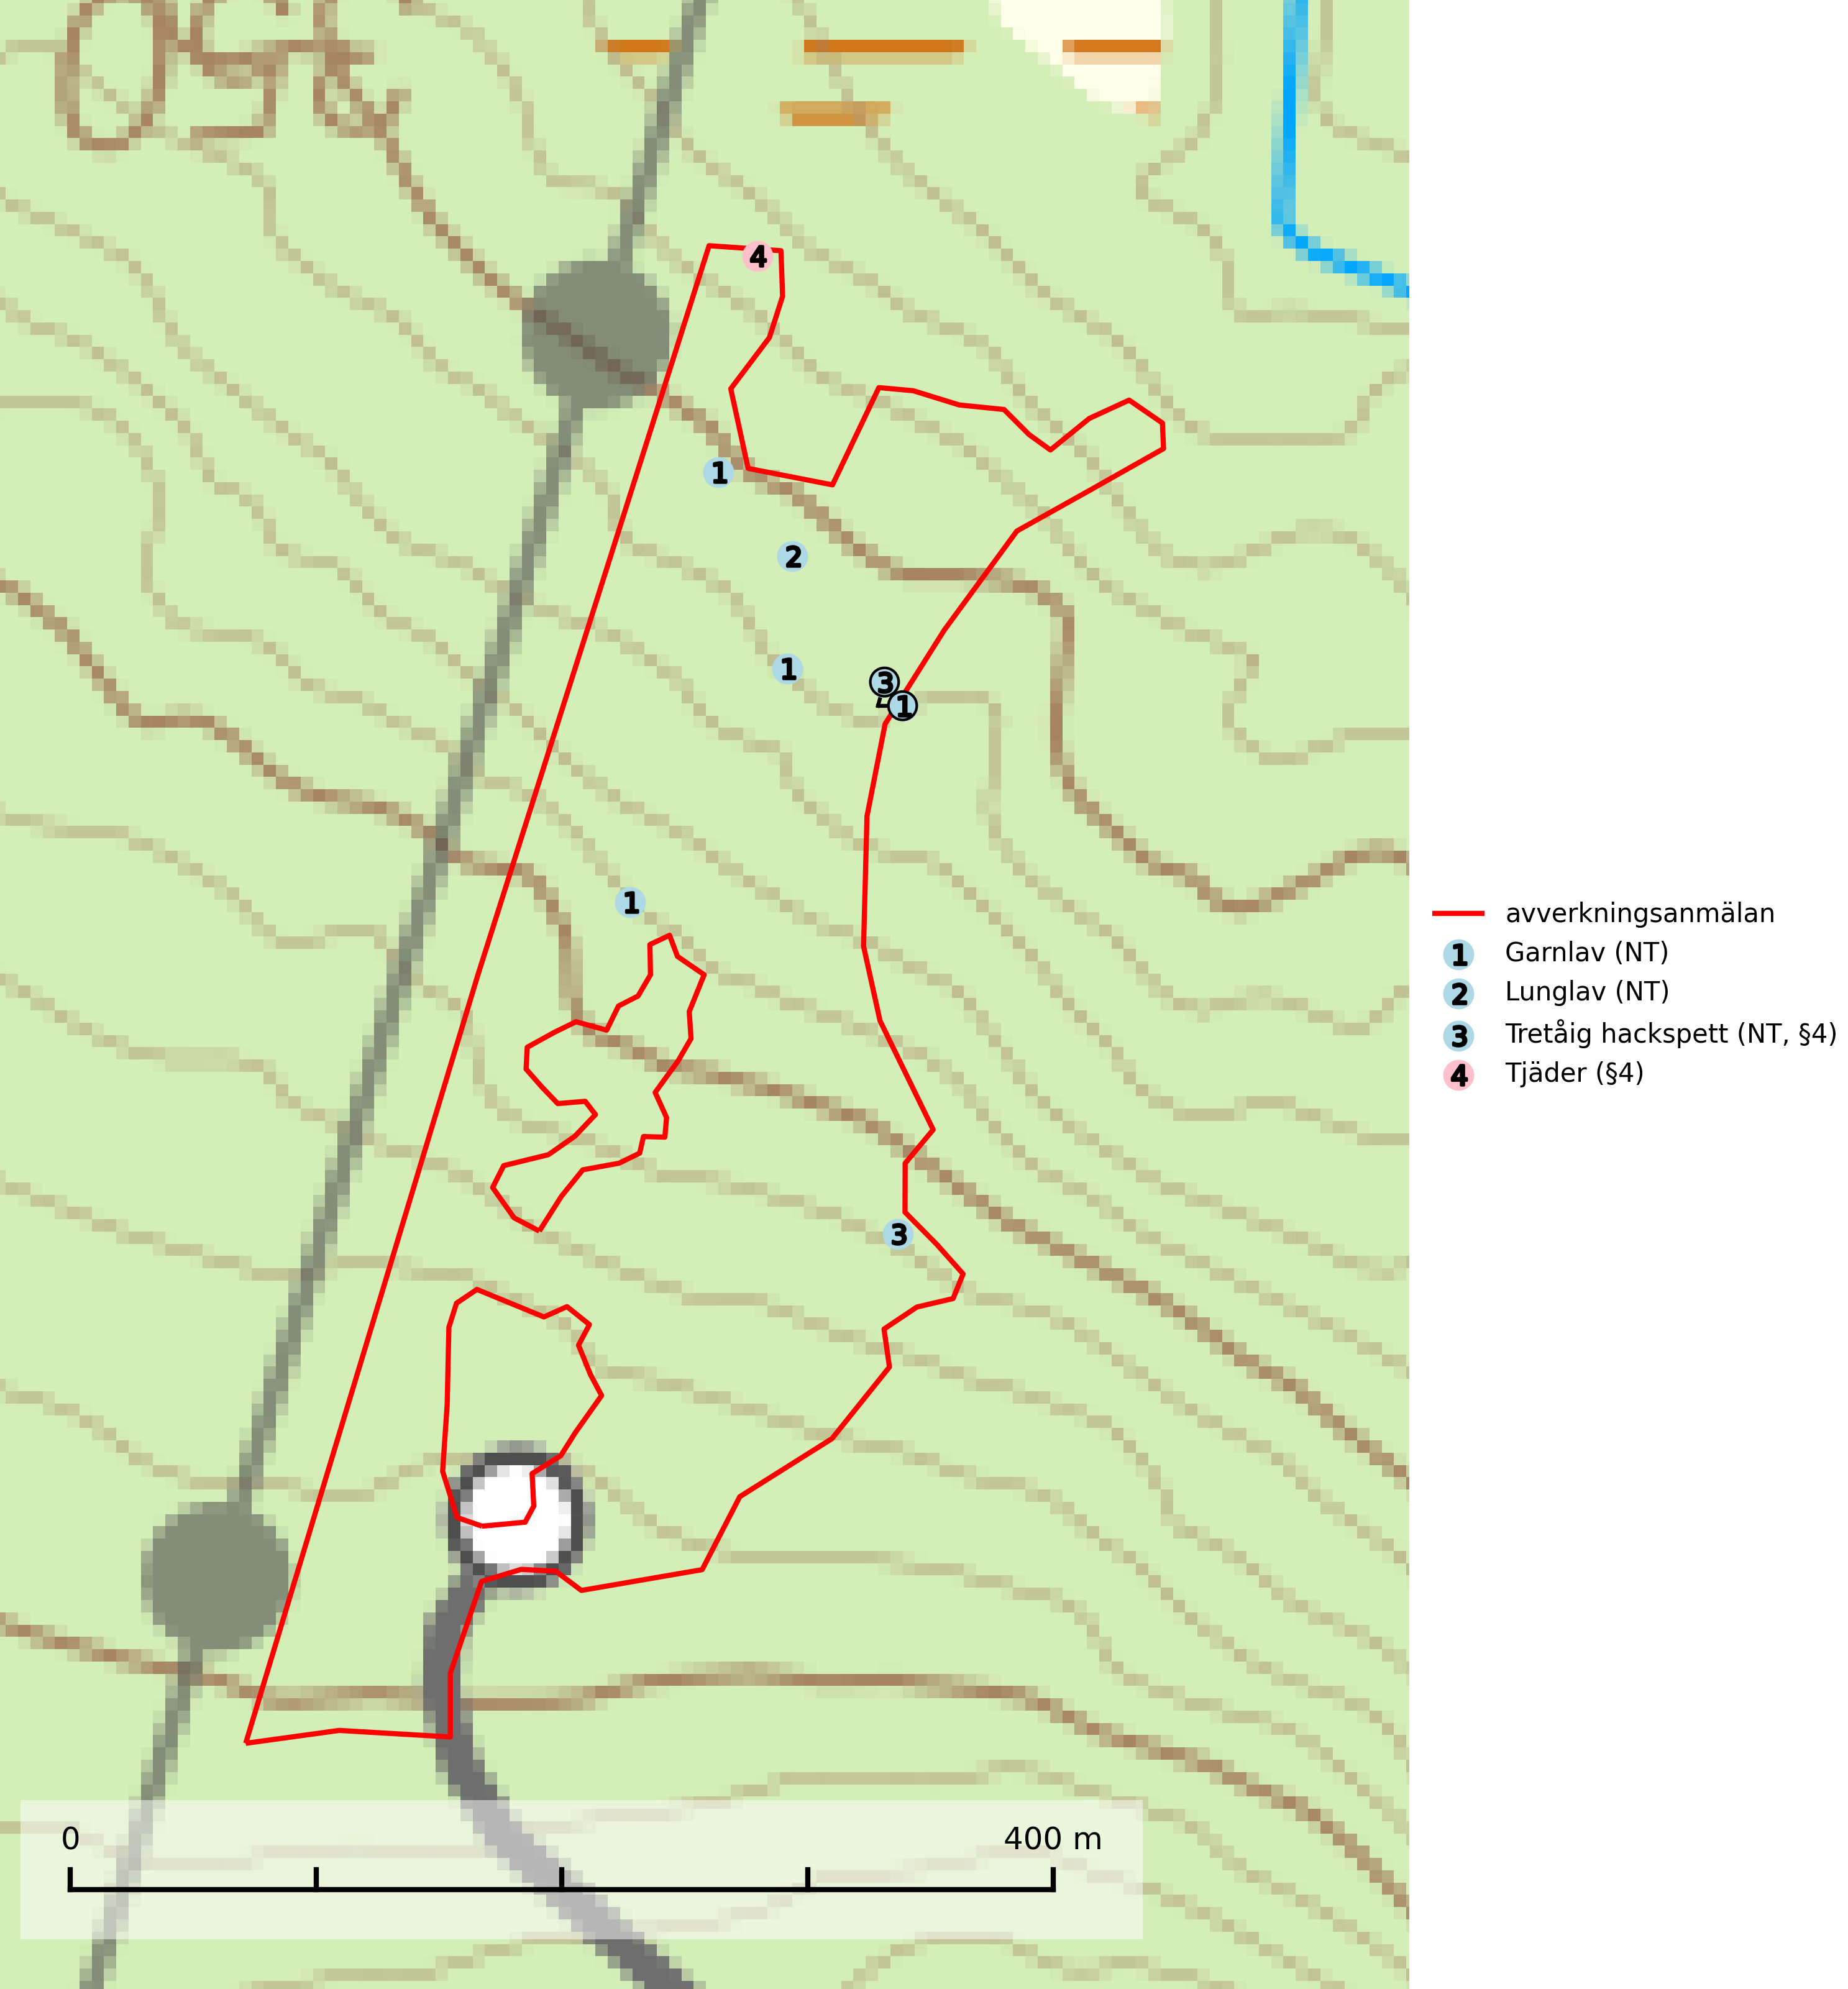 4
1
2
1
3
1
1
3
0 400 m
avverkningsanmälan
1 Garnlav (NT)
2 Lunglav (NT)
3 Tretåig hackspett (NT, §4)
4 Tjäder (§4)